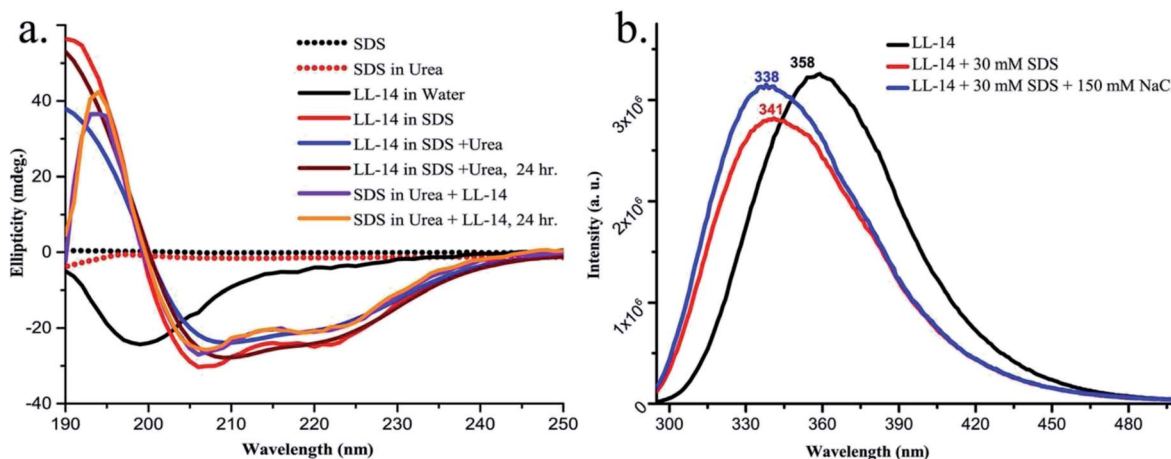 a.
SDS
SDS in Urea
LL-14 in Water
LL-14 in SDS
LL-14 in SDS +Urea
LL-14 in SDS +Urea, 24 hr.
SDS in Urea + LL-14
SDS in Urea + LL-14, 24 hr.
Ellipticity (mdeg.)
40
20
0
-20
-40
190
200
210
220
230
240
250
Wavelength (nm)
b.
LL-14
LL-14 + 30 mM SDS
LL-14 + 30 mM SDS + 150 mM NaC
358
338
341
Intensity (a. u.)
3x10⁶
2x10⁶
1x10⁶
0
300
330
360
390
420
450
480
Wavelength (nm)